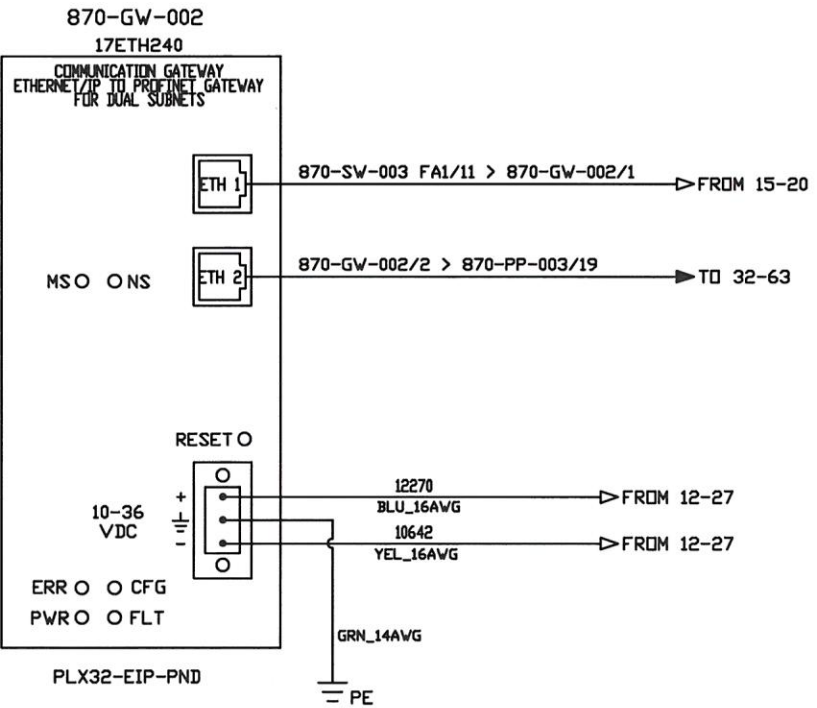 870-GW-002
17ETH240
COMMUNICATION GATEWAY
ETHERNET/IP TO PROFINET GATEWAY
FOR DUAL SUBNETS
ETH 1
870-SW-003 FA1/11 > 870-GW-002/1
FROM 15-20
MS NS
ETH 2
870-GW-002/2 > 870-PP-003/19
TO 32-63
RESET
10-36
VDC
+
-
12270
BLU_16AWG
FROM 12-27
10642
YEL_16AWG
FROM 12-27
ERR CFG
PWR FLT
GRN_14AWG
PLX32-EIP-PND
PE